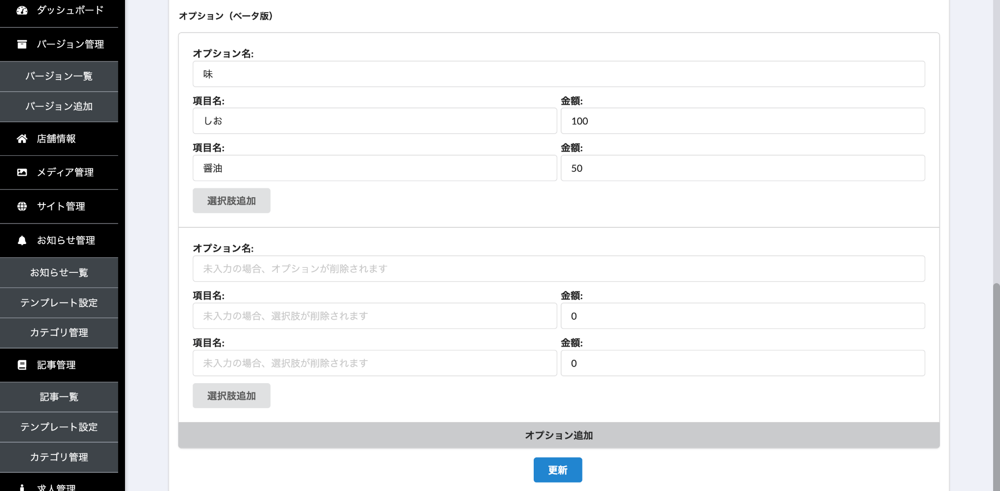 ダッシュボード
バージョン管理
バージョン一覧
バージョン追加
店舗情報
メディア管理
サイト管理
お知らせ管理
お知らせ一覧
テンプレート設定
カテゴリ管理
記事管理
記事一覧
テンプレート設定
カテゴリ管理
求人管理
オプション（ベータ版）
オプション名:
味
項目名: 金額:
しお 100
項目名: 金額:
醤油 50
選択肢追加
オプション名:
未入力の場合、オプションが削除されます
項目名: 金額:
未入力の場合、選択肢が削除されます 0
項目名: 金額:
未入力の場合、選択肢が削除されます 0
選択肢追加
オプション追加
更新